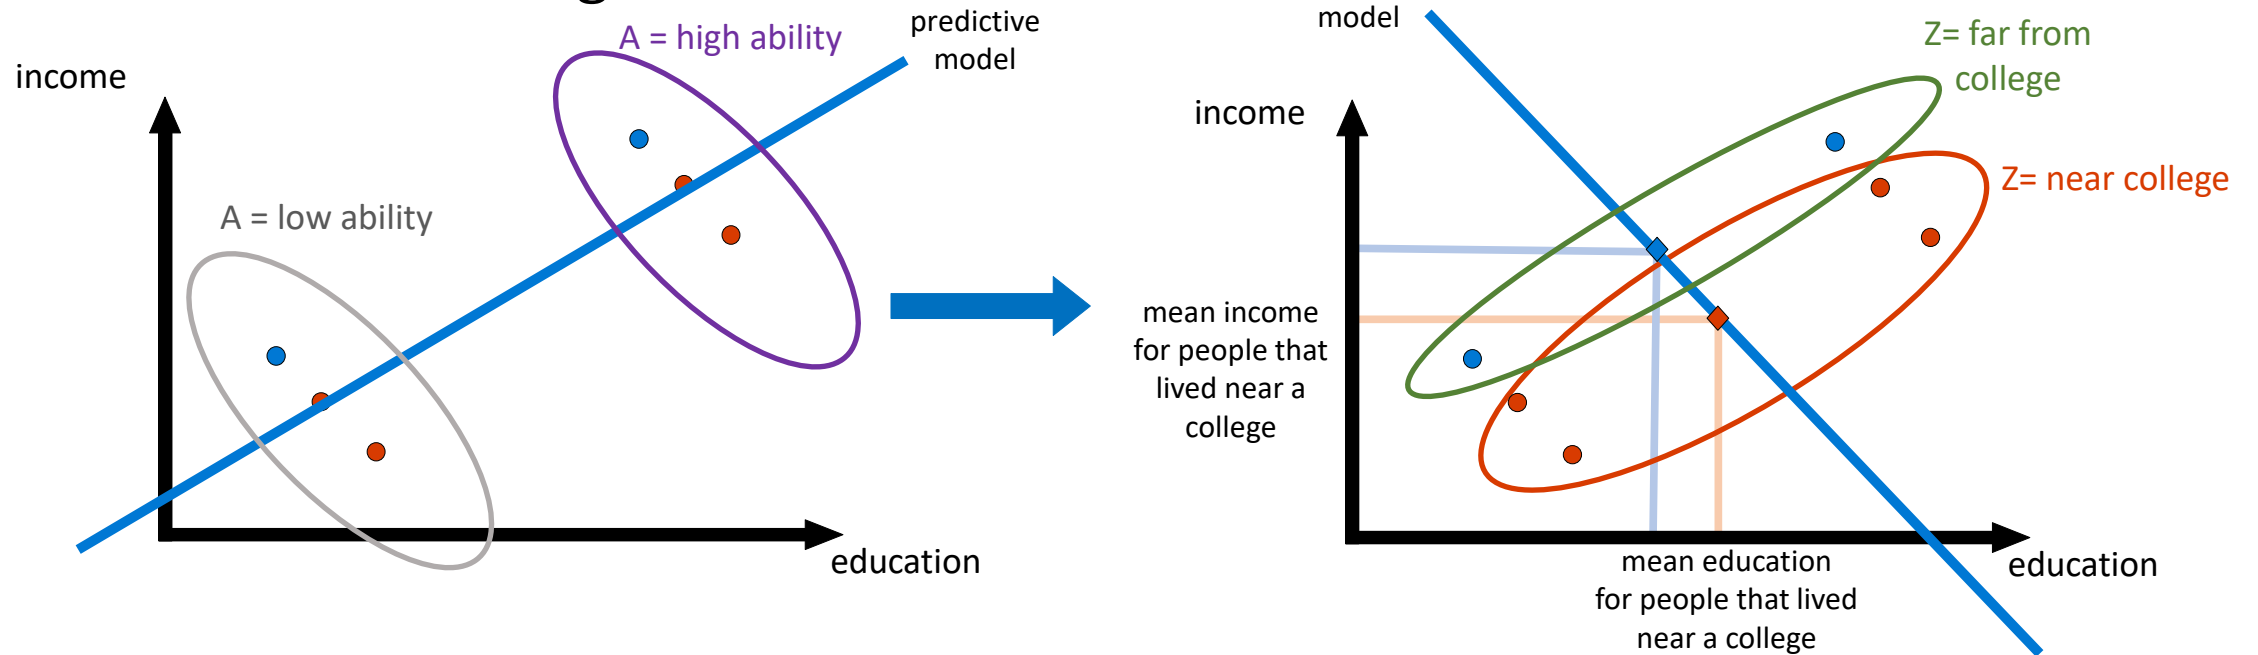 income
A = low ability
A = high ability
predictive
model
education
model
income
Z= far from
college
Z= near college
mean income
for people that
lived near a
college
mean education
for people that lived
near a college
education